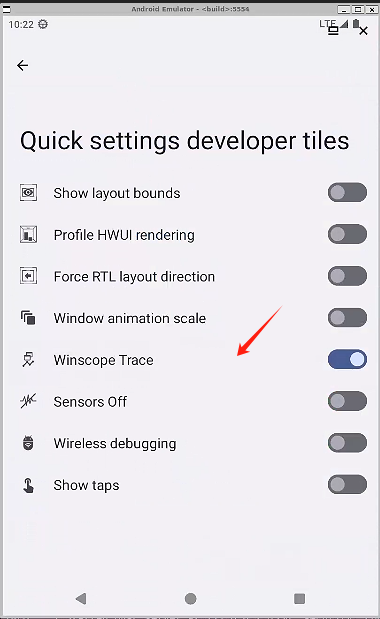 Android Emulator - <build>:5554
10:22
LTE
Quick settings developer tiles
Show layout bounds
Profile HWUI rendering
Force RTL layout direction
Window animation scale
Winscope Trace
Sensors Off
Wireless debugging
Show taps